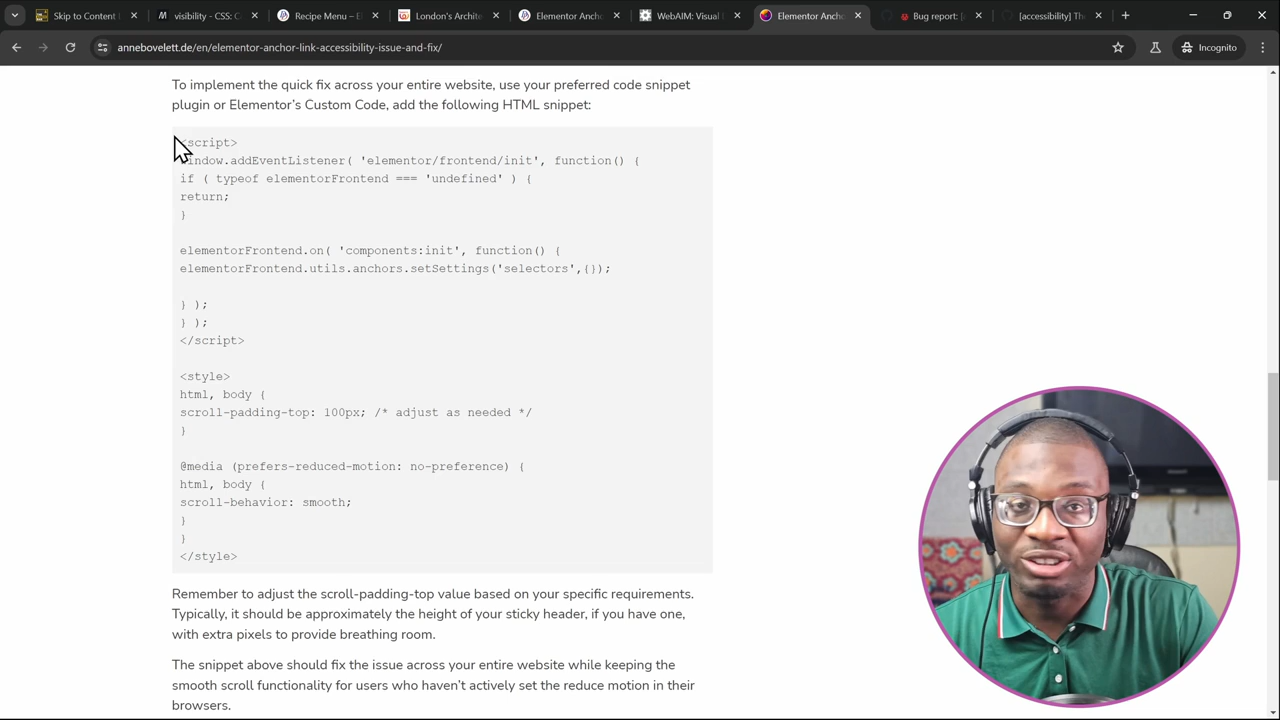 Skip to Content
visibility - CSS: C
Recipe Menu – E
London's Archite
Elementor Ancho
WebAIM: Visual
Elementor Ancho
Bug report: [
[accessibility] Th
annebovelett.de/en/elementor-anchor-link-accessibility-issue-and-fix/
Incognito
To implement the quick fix across your entire website, use your preferred code snippet
plugin or Elementor's Custom Code, add the following HTML snippet:
<script>
window.addEventListener( 'elementor/frontend/init', function() {
if ( typeof elementorFrontend === 'undefined' ) {
return;
}
elementorFrontend.on( 'components:init', function() {
elementorFrontend.utils.anchors.setSettings('selectors',{});
} );
} );
</script>
<style>
html, body {
scroll-padding-top: 100px; /* adjust as needed */
}
@media (prefers-reduced-motion: no-preference) {
html, body {
scroll-behavior: smooth;
}
}
</style>
Remember to adjust the scroll-padding-top value based on your specific requirements.
Typically, it should be approximately the height of your sticky header, if you have one,
with extra pixels to provide breathing room.
The snippet above should fix the issue across your entire website while keeping the
smooth scroll functionality for users who haven't actively set the reduce motion in their
browsers.